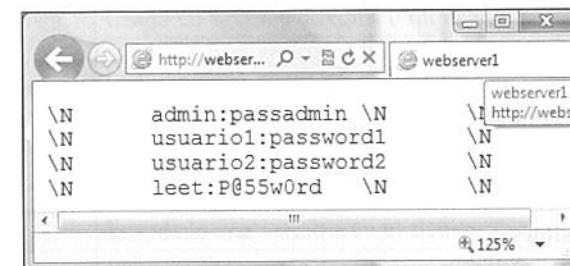 http://webser... webserver1
webserver1
http://webs
\N admin:passadmin \N \N
\N usuario1:password1 \N
\N usuario2:password2 \N
\N leet:P@55w0rd \N \N
125%